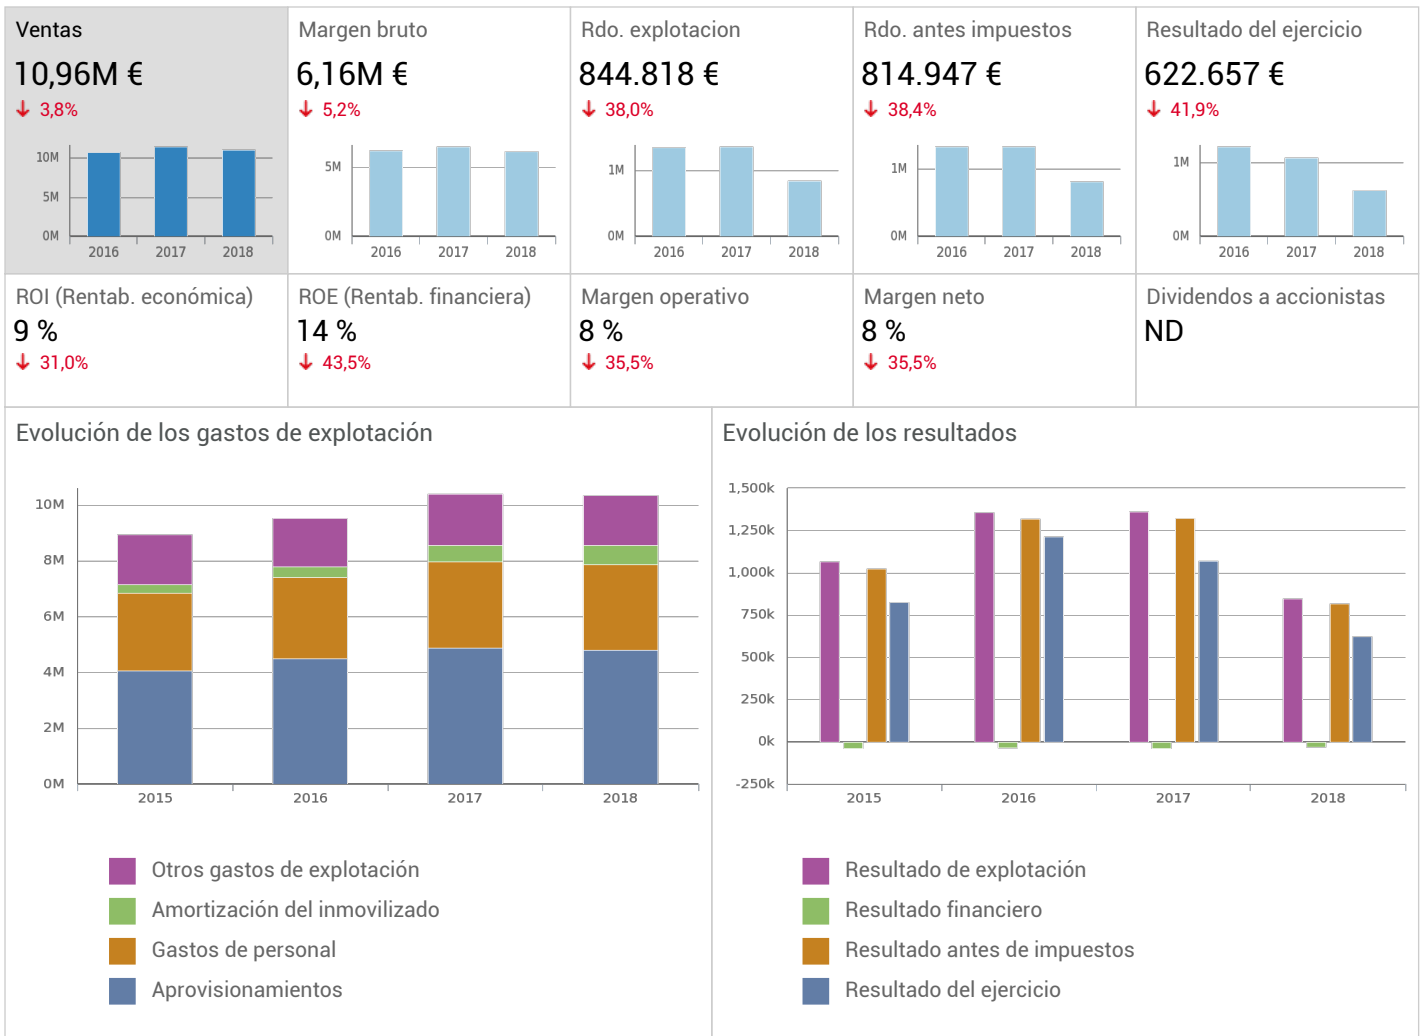 Ventas
10,96M €
3,8%
10M
5M
0M
2016 2017 2018
Margen bruto
6,16M €
5,2%
5M
0M
2016 2017 2018
Rdo. explotacion
844.818 €
38,0%
1M
0M
2016 2017 2018
Rdo. antes impuestos
814.947 €
38,4%
1M
0M
2016 2017 2018
Resultado del ejercicio
622.657 €
41,9%
1M
0M
2016 2017 2018
ROI (Rentab. económica)
9 %
31,0%
ROE (Rentab. financiera)
14 %
43,5%
Margen operativo
8 %
35,5%
Margen neto
8 %
35,5%
Dividendos a accionistas
ND
Evolución de los gastos de explotación
10M
8M
6M
4M
2M
0M
2015 2016 2017 2018
Otros gastos de explotación
Amortización del inmovilizado
Gastos de personal
Aprovisionamientos
Evolución de los resultados
1,500k
1,250k
1,000k
750k
500k
250k
0k
-250k
2015 2016 2017 2018
Resultado de explotación
Resultado financiero
Resultado antes de impuestos
Resultado del ejercicio